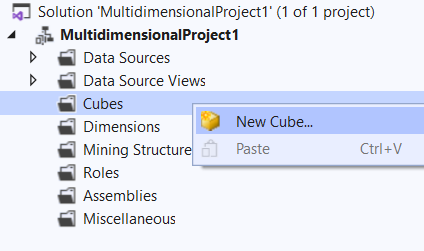 Solution 'MultidimensionalProject1' (1 of 1 project)
MultidimensionalProject1
Data Sources
Data Source Views
Cubes
New Cube...
Dimensions
Mining Structure
Paste Ctrl+V
Roles
Assemblies
Miscellaneous